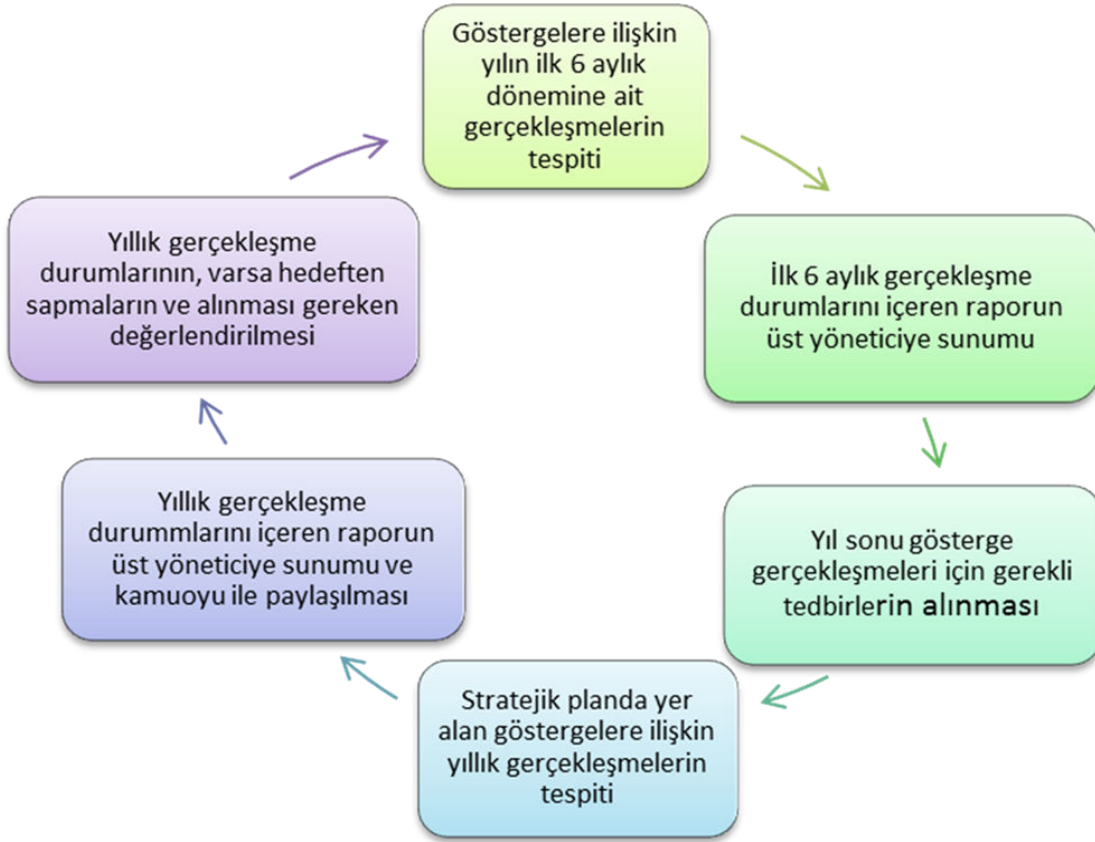 Göstergelere ilişkin
yılın ilk 6 aylık
dönemine ait
gerçekleşmelerin
tespiti
İlk 6 aylık gerçekleşme
durumlarını içeren raporun
üst yöneticiye sunumu
Yıl sonu gösterge
gerçekleşmeleri için gerekli
tedbirlerin alınması
Stratejik planda yer
alan göstergelere ilişkin
yıllık gerçekleşmelerin
tespiti
Yıllık gerçekleşme
durummlarını içeren raporun
üst yöneticiye sunumu ve
kamuoyu ile paylaşılması
Yıllık gerçekleşme
durumlarının, varsa hedeften
sapmaların ve alınması gereken
değerlendirilmesi